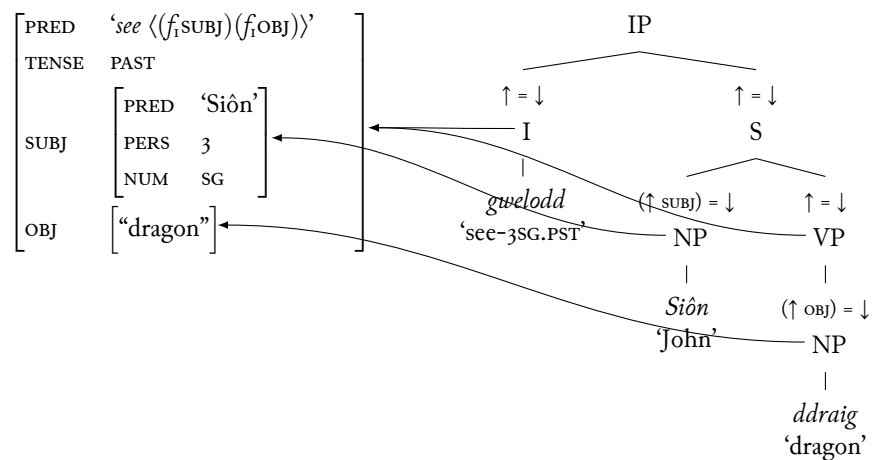 PRED ‘see ⟨(f₁SUBJ)(f₁OBJ)⟩’
TENSE PAST
SUBJ
PRED ‘Siôn’
PERS 3
NUM SG
OBJ “dragon”
IP
↑ = ↓ ↑ = ↓
I S
gwelodd (↑ SUBJ) = ↓ ↑ = ↓
‘see-3SG.PST’ NP VP
Siôn (↑ OBJ) = ↓
‘John’ NP
ddraig
‘dragon’